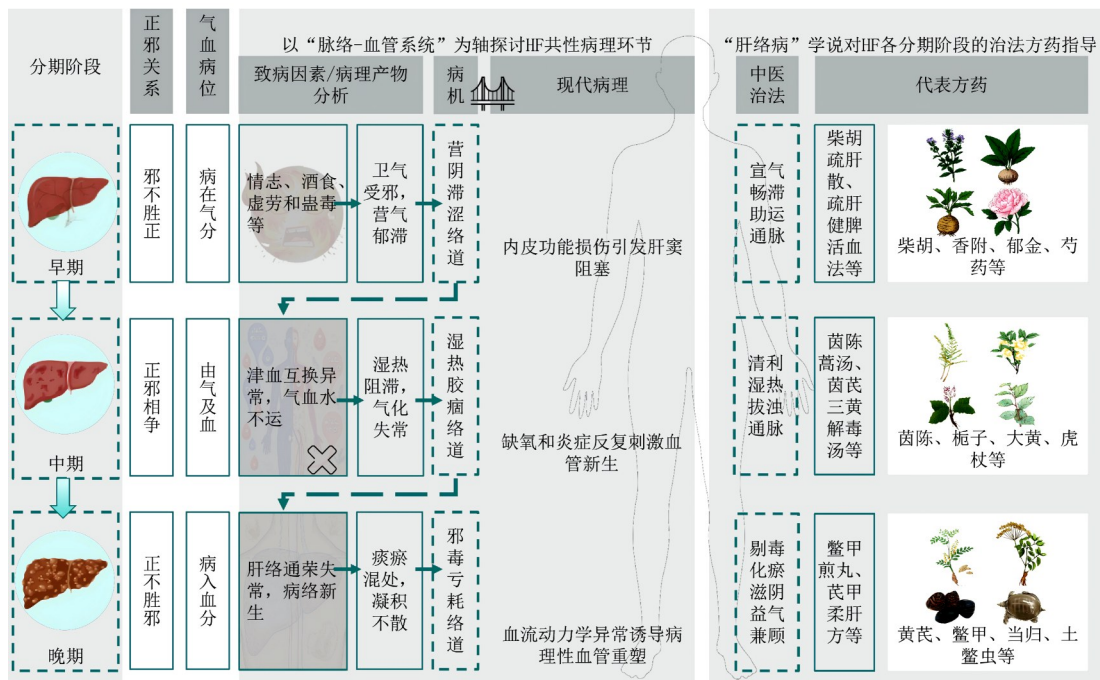 分期阶段
正邪关系
气血病位
以“脉络-血管系统”为轴探讨HF共性病理环节
致病因素/病理产物
分析
病机
现代病理
“肝络病”学说对HF各分期阶段的治法方药指导
中医
治法
代表方药
早期
邪不胜正
病在气分
情志、酒食、
虚劳和蛊毒
等
卫气
受邪，
营气
郁滞
营阴滞涩络道
内皮功能损伤引发肝窦
阻塞
宣气
畅滞
助运
通脉
柴胡
疏肝
散、
疏肝
健脾
活血
法等
柴胡、香附、郁金、芍
药等
中期
正邪相争
由气及血
津血互换异
常，气血水
不运
湿热
阻滞，
气化
失常
湿热胶痼络道
缺氧和炎症反复刺激血
管新生
清利
湿热
拔浊
通脉
茵陈
蒿汤、
茵芪
三黄
解毒
汤等
茵陈、栀子、大黄、虎
杖等
晚期
正不胜邪
病入血分
肝络通荣失
常，病络新
生
痰瘀
混处，
凝积
不散
邪毒亏耗络道
血流动力学异常诱导病
理性血管重塑
剔毒
化瘀
滋阴
益气
兼顾
鳖甲
煎丸、
芪甲
柔肝
方等
黄芪、鳖甲、当归、土
鳖虫等